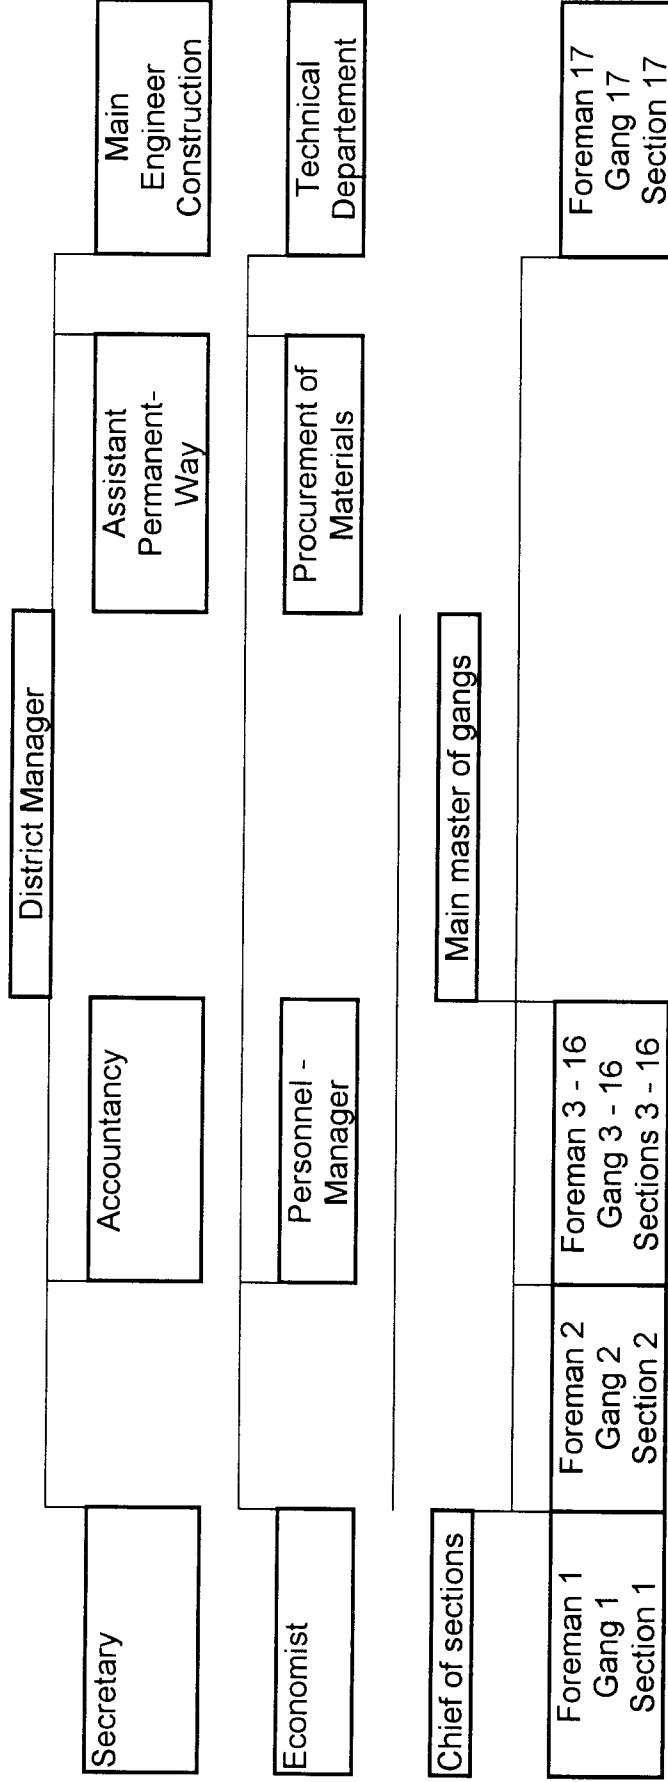 District Manager
Secretary
Accountancy
Assistant
Permanent-
Way
Main
Engineer
Construction
Economist
Personnel -
Manager
Procurement of
Materials
Technical
Departement
Chief of sections
Main master of gangs
Foreman 1
Gang 1
Section 1
Foreman 2
Gang 2
Section 2
Foreman 3 - 16
Gang 3 - 16
Sections 3 - 16
Foreman 17
Gang 17
Section 17